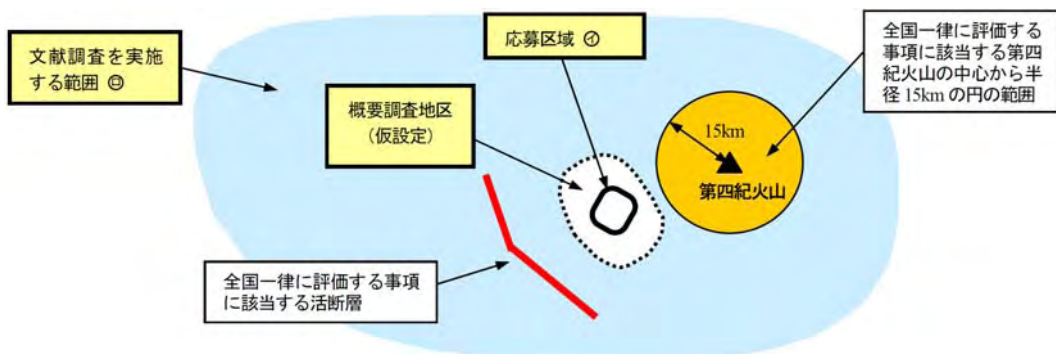 文献調査を実施
する範囲 ㋺
応募区域 ㋑
概要調査地区
(仮設定)
全国一律に評価する事項
に該当する活断層
15km
第四紀火山
全国一律に評価する
事項に該当する第四
紀火山の中心から半
径 15km の円の範囲